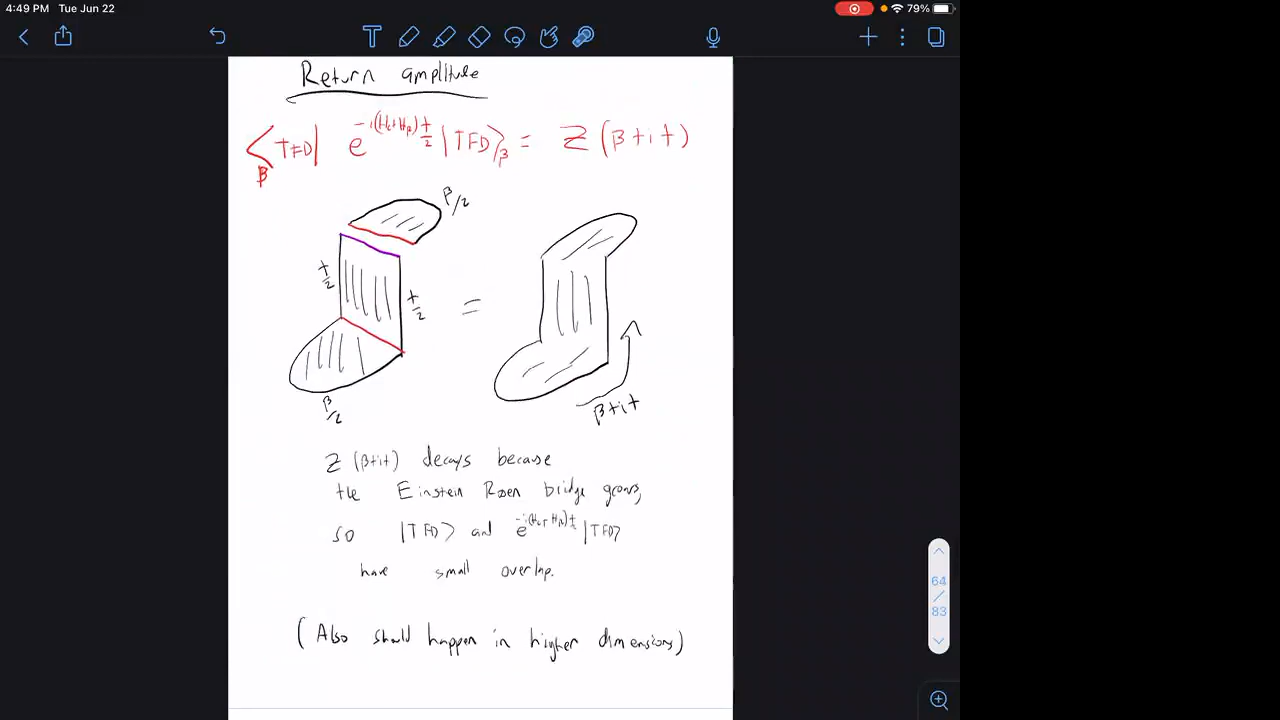 4:49 PM Tue Jun 22
79%
Return amplitude
β⟨TFD| e^{-i(H_L+H_R)t/2} |TFD⟩_β = Z(β+it)
β/2
t/2
t/2
=
β/2
β+it
Z(β+it) decays because
the Einstein Rosen bridge grows,
so |TFD⟩ and e^{-i(H_L+H_R)t/2}|TFD⟩
have small overlap.
(Also should happen in higher dimensions)
64
/
83